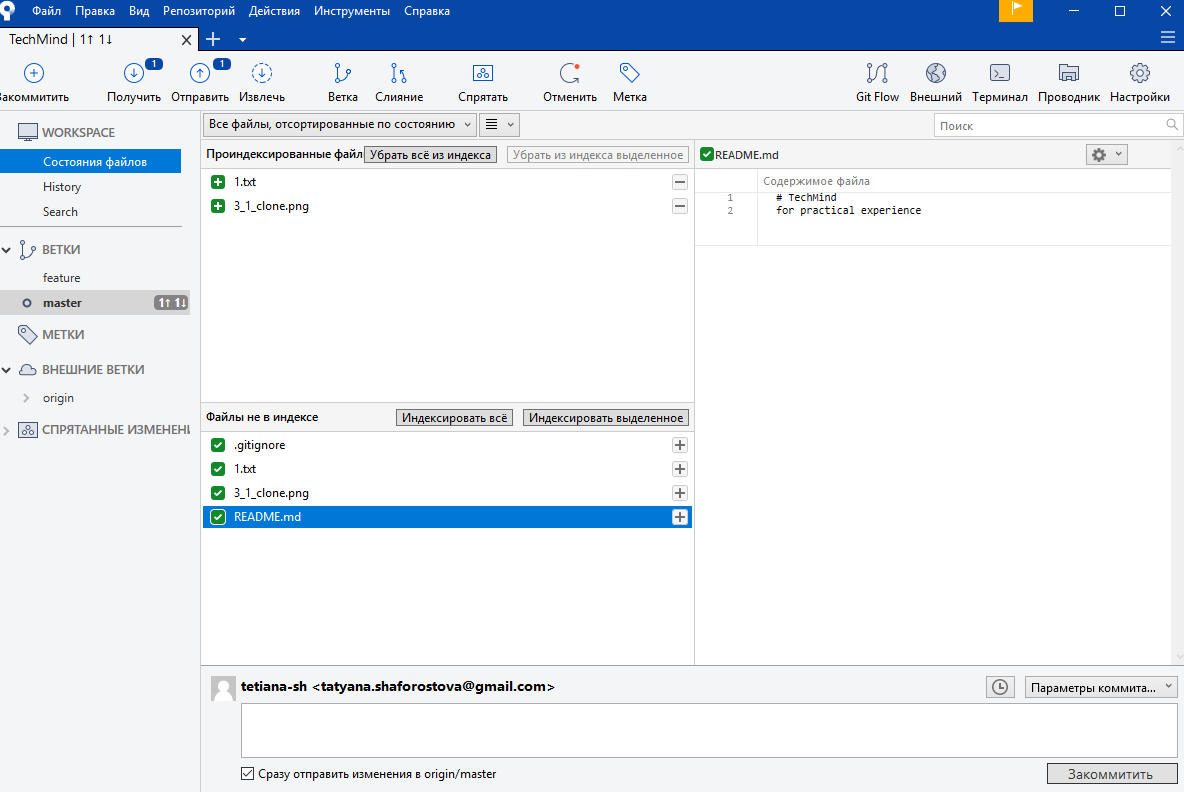 Файл Правка Вид Репозиторий Действия Инструменты Справка
TechMind | 1↑ 1↓
1 1
Закоммитить Получить Отправить Извлечь Ветка Слияние Спрятать Отменить Метка Git Flow Внешний Терминал Проводник Настройки
WORKSPACE
Состояния файлов
History
Search
ВЕТКИ
feature
master 1↑ 1↓
МЕТКИ
ВНЕШНИЕ ВЕТКИ
origin
СПРЯТАННЫЕ ИЗМЕНЕНИ
Все файлы, отсортированные по состоянию
Поиск
Проиндексированные файл Убрать всё из индекса Убрать из индекса выделенное
1.txt
3_1_clone.png
Файлы не в индексе Индексировать всё Индексировать выделенное
.gitignore
1.txt
3_1_clone.png
README.md
README.md
Содержимое файла
1 # TechMind
2 for practical experience
tetiana-sh <tatyana.shaforostova@gmail.com>
Параметры коммита...
Сразу отправить изменения в origin/master
Закоммитить